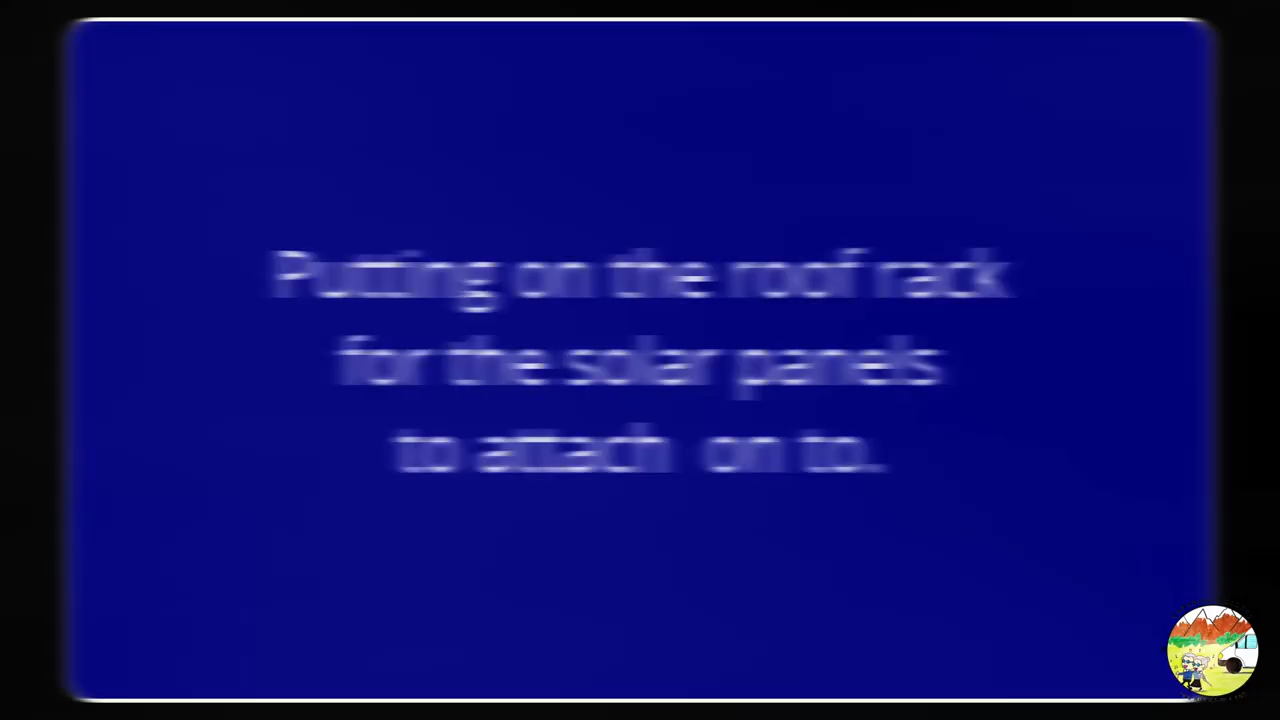 Putting on the roof rack
for the solar panels
to attach  on to.